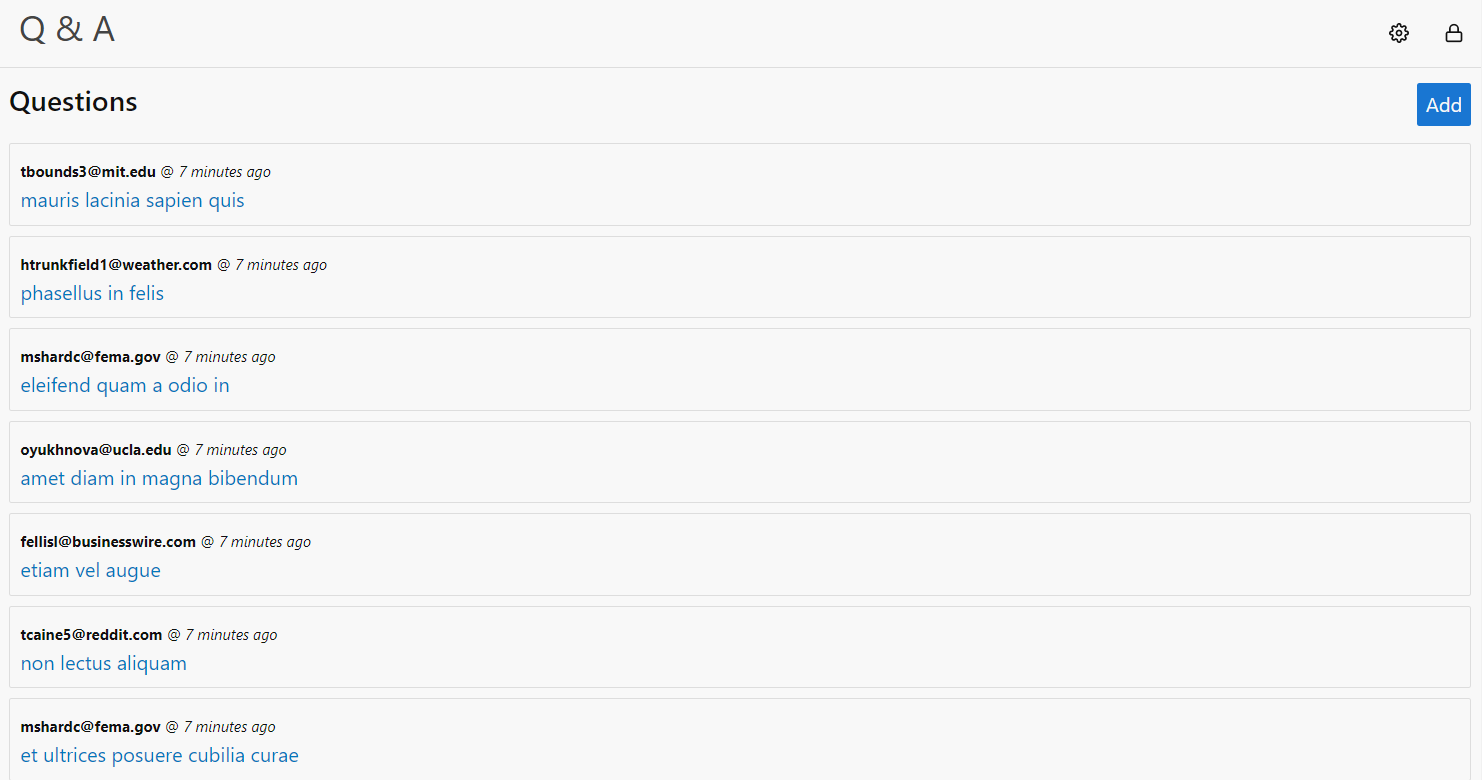 Q & A
Questions
Add
tbounds3@mit.edu @ 7 minutes ago
mauris lacinia sapien quis
htrunkfield1@weather.com @ 7 minutes ago
phasellus in felis
mshardc@fema.gov @ 7 minutes ago
eleifend quam a odio in
oyukhnova@ucla.edu @ 7 minutes ago
amet diam in magna bibendum
fellisl@businesswire.com @ 7 minutes ago
etiam vel augue
tcaine5@reddit.com @ 7 minutes ago
non lectus aliquam
mshardc@fema.gov @ 7 minutes ago
et ultrices posuere cubilia curae